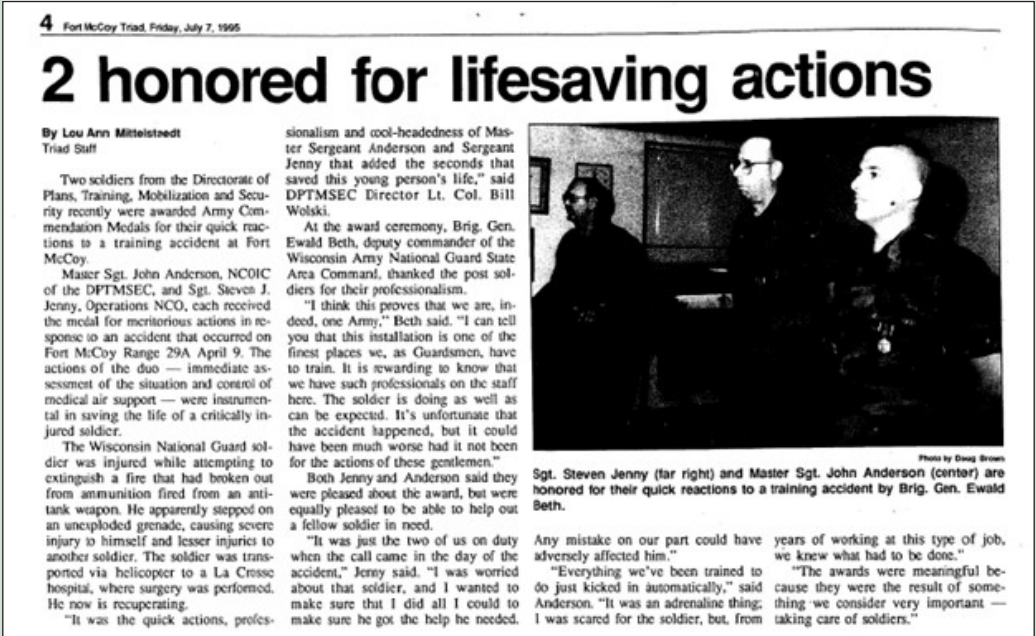 4 Fort McCoy Triad, Friday, July 7, 1995
2 honored for lifesaving actions
By Lou Ann Mittelstaedt
Triad Staff
Two soldiers from the Directorate of
Plans, Training, Mobilization and Secu-
rity recently were awarded Army Com-
mendation Medals for their quick reac-
tions to a training accident at Fort
McCoy.
Master Sgt. John Anderson, NCOIC
of the DPTMSEC, and Sgt. Steven J.
Jenny, Operations NCO, each received
the medal for meritorious actions in re-
sponse to an accident that occurred on
Fort McCoy Range 29A April 9. The
actions of the duo — immediate as-
sessment of the situation and control of
medical air support — were instrumen-
tal in saving the life of a critically in-
jured soldier.
The Wisconsin National Guard sol-
dier was injured while attempting to
extinguish a fire that had broken out
from ammunition fired from an anti-
tank weapon. He apparently stepped on
an unexploded grenade, causing severe
injury to himself and lesser injuries to
another soldier. The soldier was trans-
ported via helicopter to a La Crosse
hospital, where surgery was performed.
He now is recuperating.
"It was the quick actions, profes-
sionalism and cool-headedness of Mas-
ter Sergeant Anderson and Sergeant
Jenny that added the seconds that
saved this young person's life," said
DPTMSEC Director Lt. Col. Bill
Wolski.
At the award ceremony, Brig. Gen.
Ewald Beth, deputy commander of the
Wisconsin Army National Guard State
Area Command, thanked the post sol-
diers for their professionalism.
"I think this proves that we are, in-
deed, one Army," Beth said. "I can tell
you that this installation is one of the
finest places we, as Guardsmen, have
to train. It is rewarding to know that
we have such professionals on the staff
here. The soldier is doing as well as
can be expected. It's unfortunate that
the accident happened, but it could
have been much worse had it not been
for the actions of these gentlemen."
Both Jenny and Anderson said they
were pleased about the award, but were
equally pleased to be able to help out
a fellow soldier in need.
"It was just the two of us on duty
when the call came in the day of the
accident," Jenny said. "I was worried
about that soldier, and I wanted to
make sure that I did all I could to
make sure he got the help he needed.
Photo by Doug Brown
Sgt. Steven Jenny (far right) and Master Sgt. John Anderson (center) are
honored for their quick reactions to a training accident by Brig. Gen. Ewald
Beth.
Any mistake on our part could have
adversely affected him."
"Everything we've been trained to
do just kicked in automatically," said
Anderson. "It was an adrenaline thing;
I was scared for the soldier, but, from
years of working at this type of job,
we knew what had to be done."
"The awards were meaningful be-
cause they were the result of some-
thing we consider very important —
taking care of soldiers."